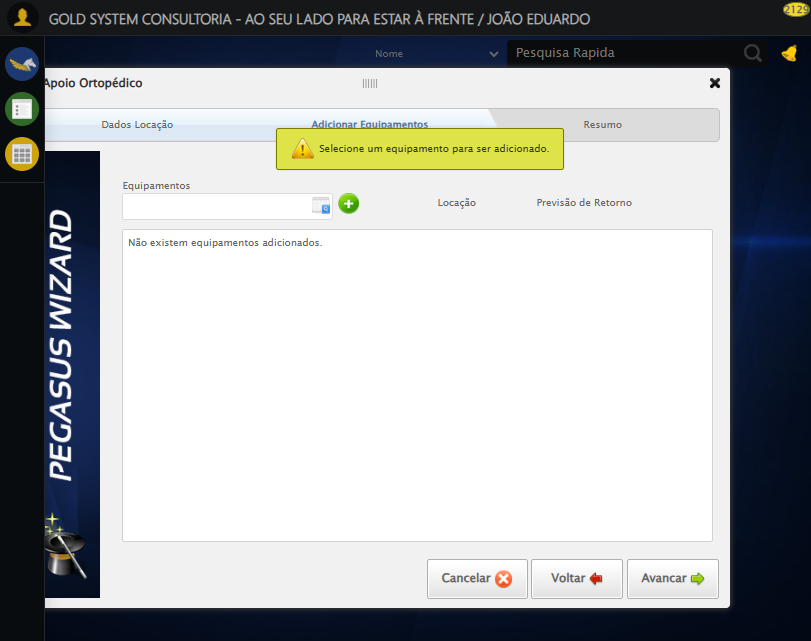 GOLD SYSTEM CONSULTORIA - AO SEU LADO PARA ESTAR À FRENTE / JOÃO EDUARDO
2129
Nome
Pesquisa Rapida
Apoio Ortopédico
Dados Locação
Adicionar Equipamentos
Resumo
Selecione um equipamento para ser adicionado.
Equipamentos
Locação
Previsão de Retorno
Não existem equipamentos adicionados.
PEGASUS WIZARD
Cancelar
Voltar
Avancar